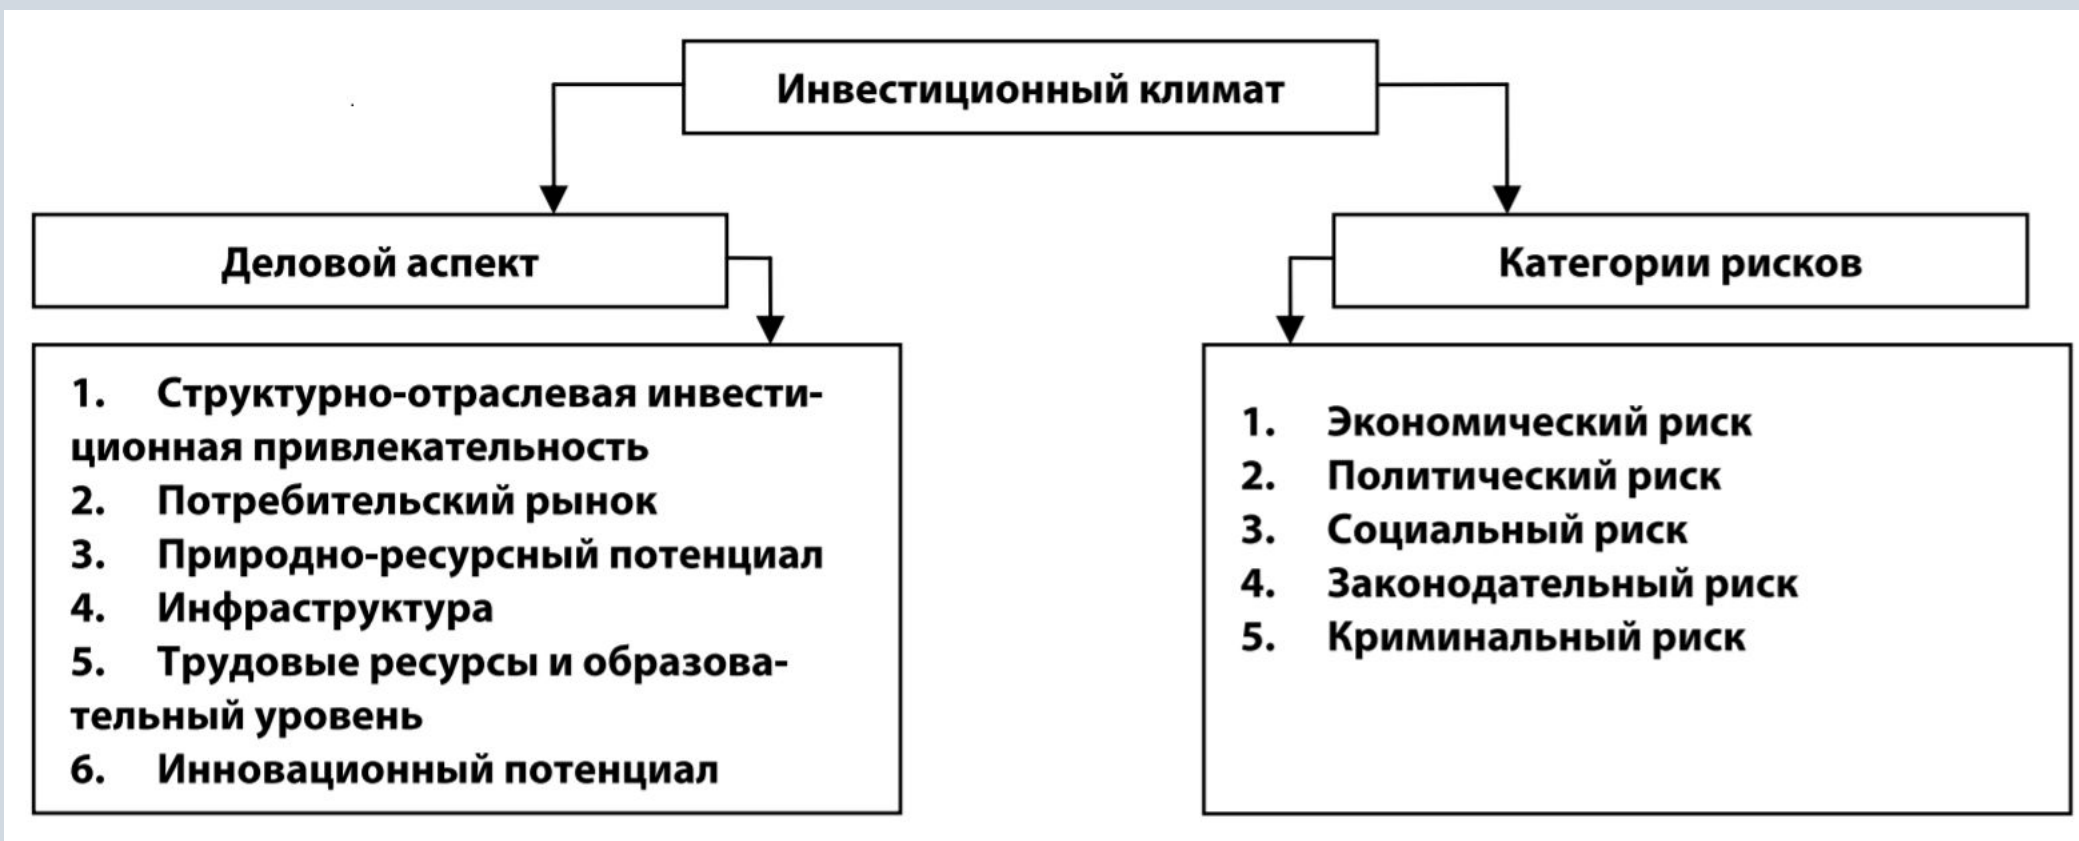 Инвестиционный климат
Деловой аспект
Категории рисков
1. Структурно-отраслевая инвести-
ционная привлекательность
2. Потребительский рынок
3. Природно-ресурсный потенциал
4. Инфраструктура
5. Трудовые ресурсы и образова-
тельный уровень
6. Инновационный потенциал
1. Экономический риск
2. Политический риск
3. Социальный риск
4. Законодательный риск
5. Криминальный риск